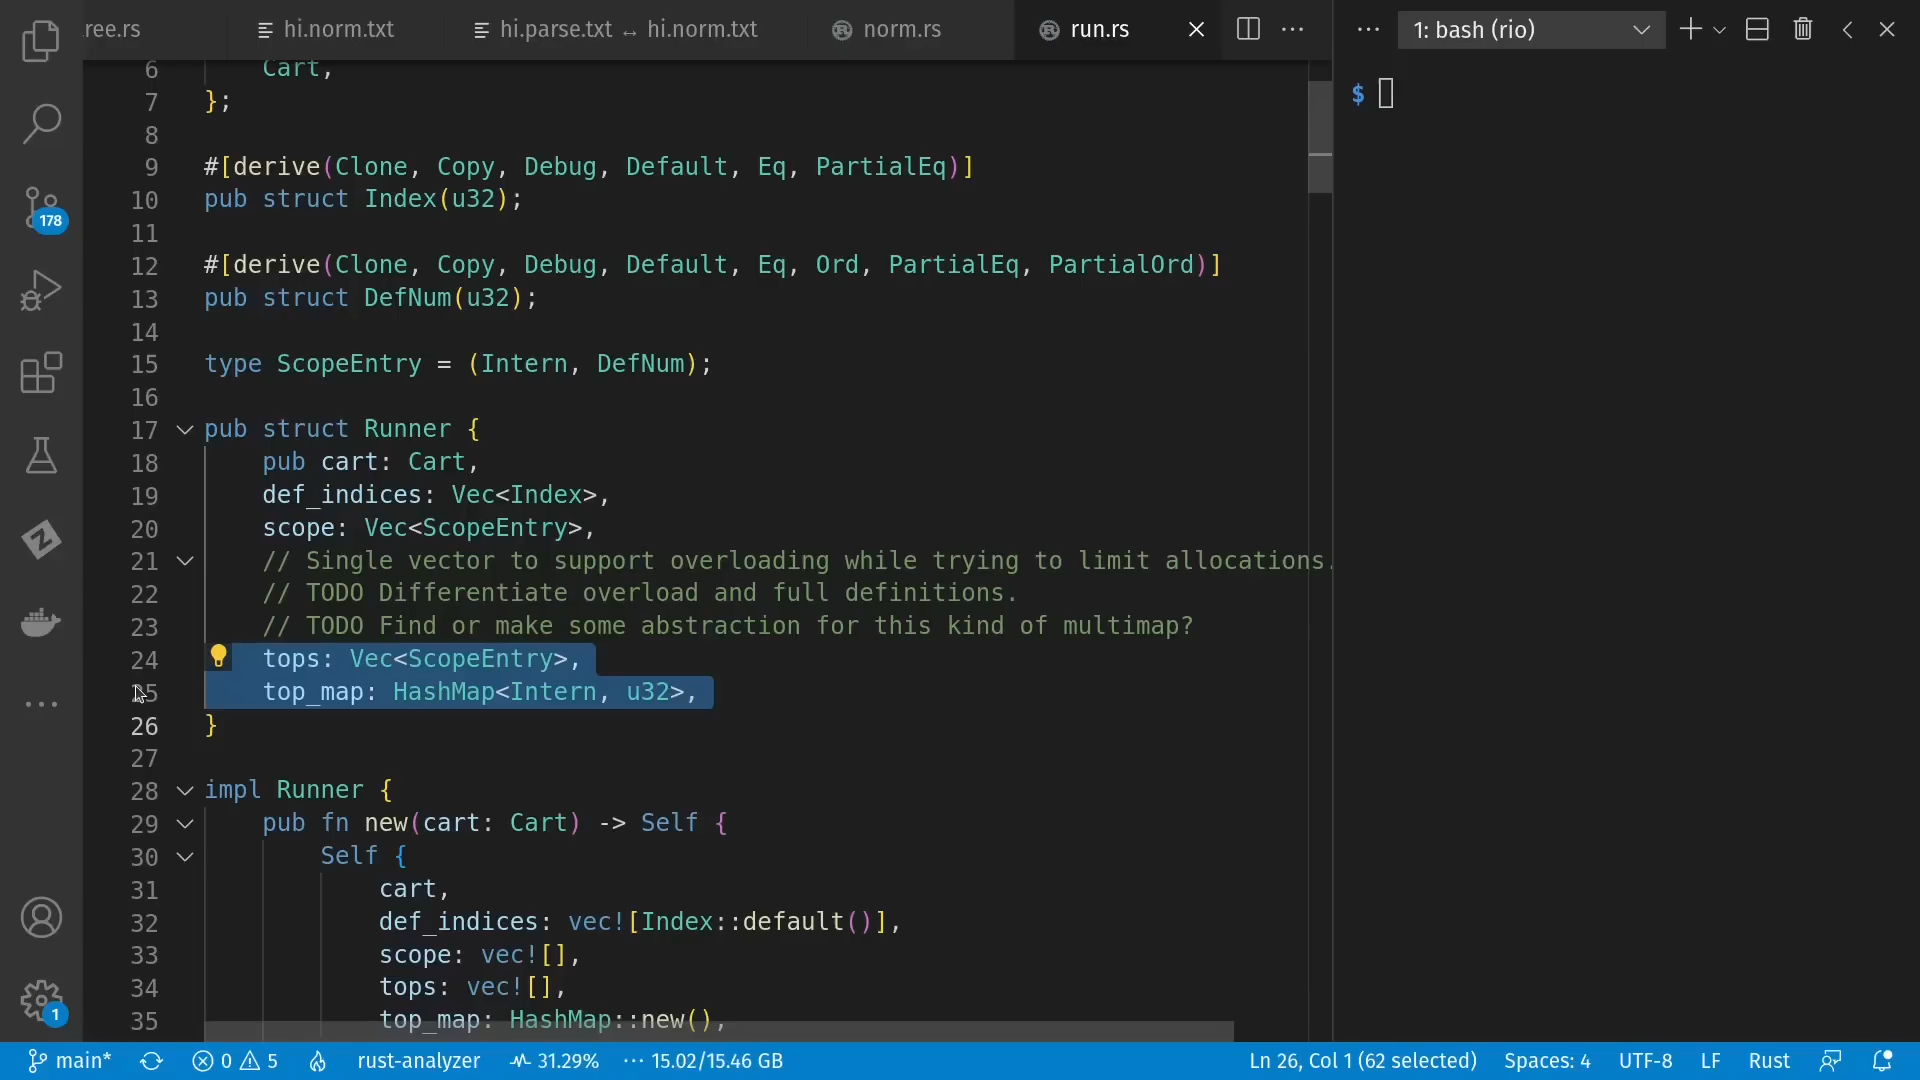 ree.rs
hi.norm.txt
hi.parse.txt ↔ hi.norm.txt
norm.rs
run.rs
1: bash (rio)
$
178
6 Cart,
7 };
8
9 #[derive(Clone, Copy, Debug, Default, Eq, PartialEq)]
10 pub struct Index(u32);
11
12 #[derive(Clone, Copy, Debug, Default, Eq, Ord, PartialEq, PartialOrd)]
13 pub struct DefNum(u32);
14
15 type ScopeEntry = (Intern, DefNum);
16
17 pub struct Runner {
18 pub cart: Cart,
19 def_indices: Vec<Index>,
20 scope: Vec<ScopeEntry>,
21 // Single vector to support overloading while trying to limit allocations.
22 // TODO Differentiate overload and full definitions.
23 // TODO Find or make some abstraction for this kind of multimap?
24 tops: Vec<ScopeEntry>,
25 top_map: HashMap<Intern, u32>,
26 }
27
28 impl Runner {
29 pub fn new(cart: Cart) -> Self {
30 Self {
31 cart,
32 def_indices: vec![Index::default()],
33 scope: vec![],
34 tops: vec![],
35 top_map: HashMap::new(),
1
main* 0 5 rust-analyzer 31.29% ··· 15.02/15.46 GB Ln 26, Col 1 (62 selected) Spaces: 4 UTF-8 LF Rust